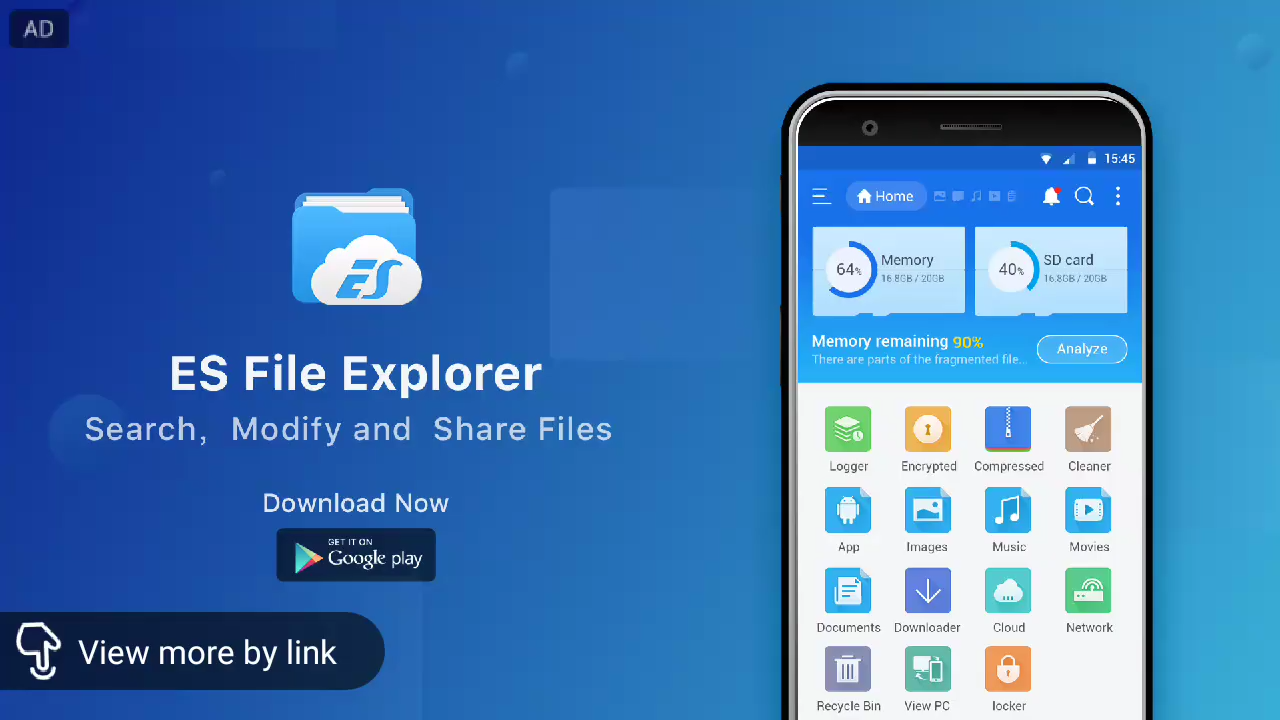 AD
ES
ES File Explorer
Search, Modify and Share Files
Download Now
GET IT ON
Google play
View more by link
15:45
Home
64%
Memory
16.8GB / 20GB
40%
SD card
16.8GB / 20GB
Memory remaining 90%
There are parts of the fragmented file...
Analyze
Logger Encrypted Compressed Cleaner
App Images Music Movies
Documents Downloader Cloud Network
Recycle Bin View PC locker